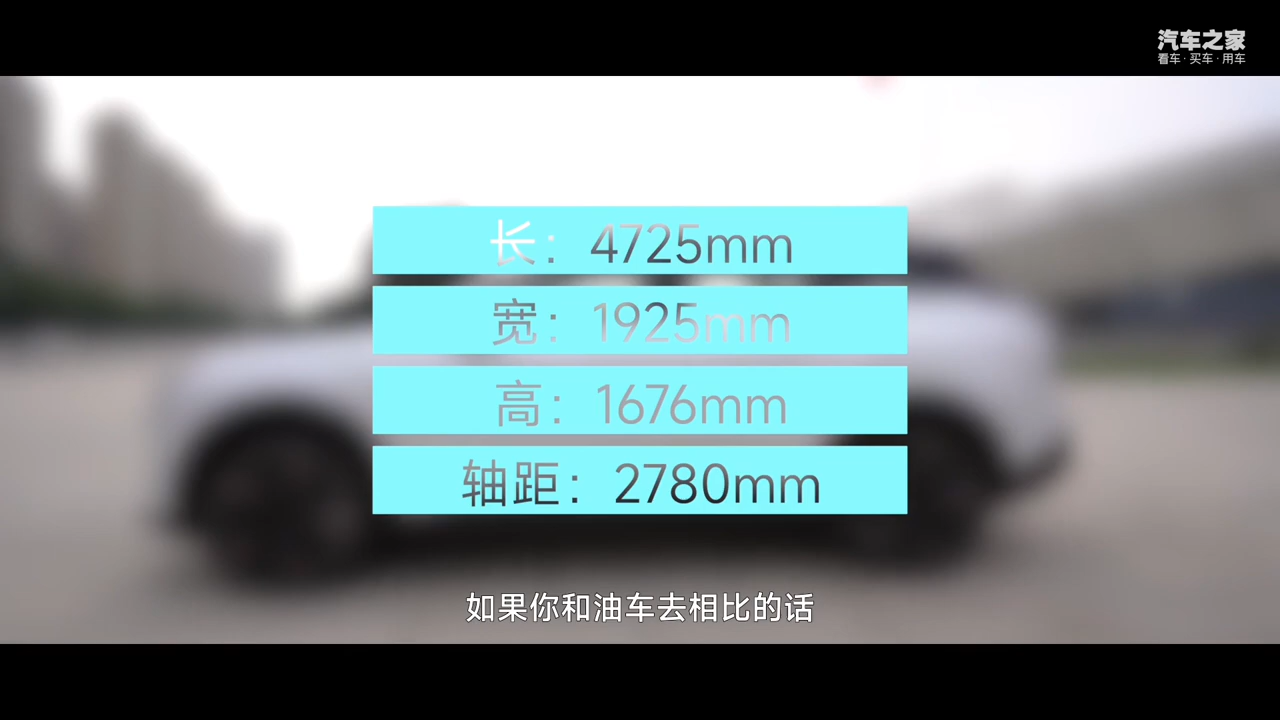 汽车之家
看车·买车·用车
长：4725mm
宽：1925mm
高：1676mm
轴距：2780mm
如果你和油车去相比的话